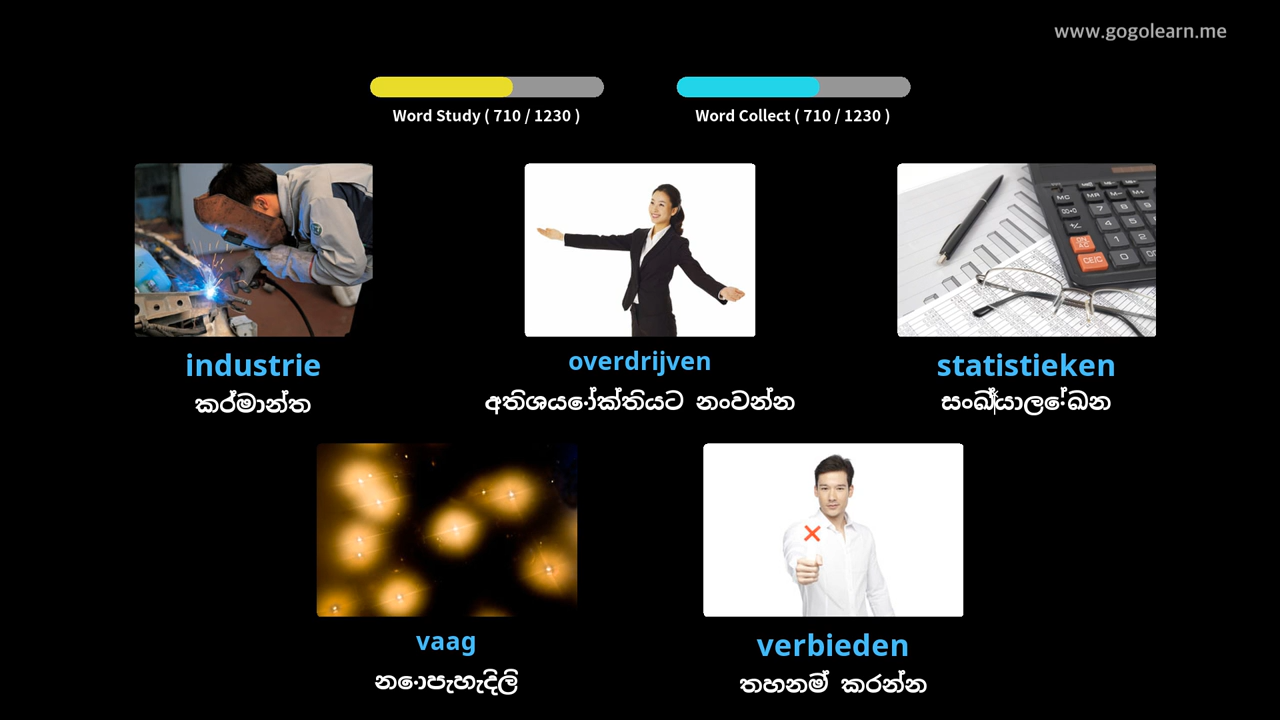 www.gogolearn.me
Word Study ( 710 / 1230 )
Word Collect ( 710 / 1230 )
industrie
overdrijven
statistieken
කර්මාන්ත
අතිශයෝක්තියට නංවන්න
සංඛ්යාලේඛන
vaag
verbieden
නොපැහැදිලි
තහනම් කරන්න